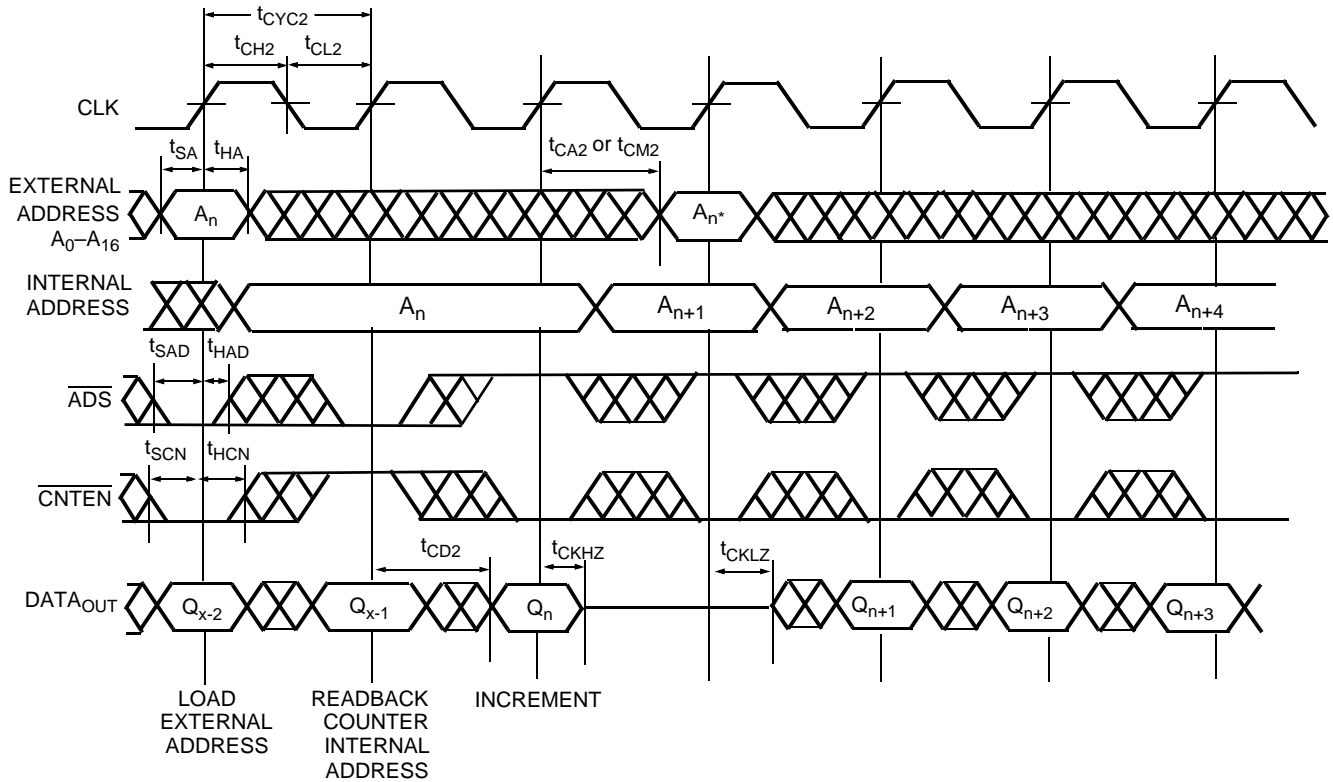 tCYC2
tCH2 tCL2
CLK
tSA tHA tCA2 or tCM2
EXTERNAL
ADDRESS
A0–A16
An An*
INTERNAL
ADDRESS
An An+1 An+2 An+3 An+4
tSAD tHAD
ADS
tSCN tHCN
CNTEN
tCD2 tCKHZ tCKLZ
DATAOUT
Qx-2 Qx-1 Qn Qn+1 Qn+2 Qn+3
LOAD
EXTERNAL
ADDRESS
READBACK
COUNTER
INTERNAL
ADDRESS
INCREMENT